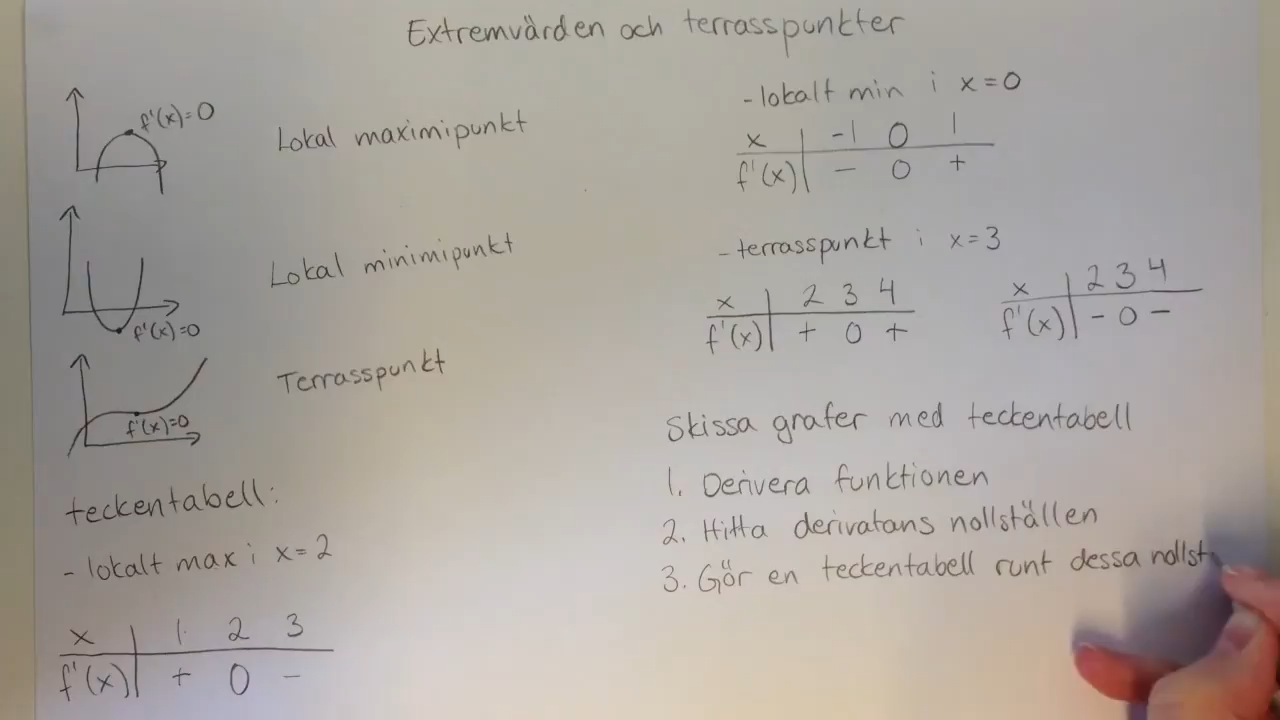 Extremvärden och terrasspunkter
f'(x)=0
Lokal maximipunkt
Lokal minimipunkt
f'(x)=0
Terrasspunkt
f'(x)=0
teckentabell:
- lokalt max i x=2
x | 1 2 3
f'(x) | + 0 -
- lokalt min i x=0
x | -1 0 1
f'(x) | - 0 +
- terrasspunkt i x=3
x | 2 3 4
f'(x) | + 0 +
x | 2 3 4
f'(x) | - 0 -
Skissa grafer med teckentabell
1. Derivera funktionen
2. Hitta derivatans nollställen
3. Gör en teckentabell runt dessa nollst